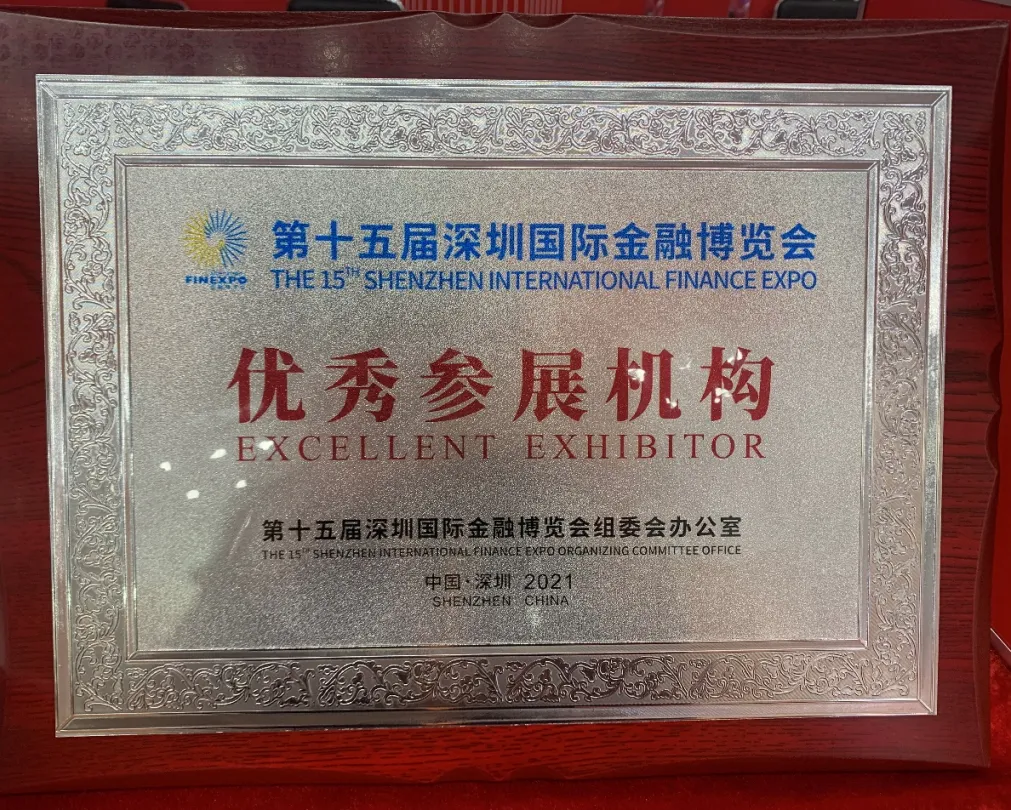 第十五届深圳国际金融博览会
THE 15TH SHENZHEN INTERNATIONAL FINANCE EXPO
FINEXPO
优秀参展机构
EXCELLENT EXHIBITOR
第十五届深圳国际金融博览会组委会办公室
THE 15TH SHENZHEN INTERNATIONAL FINANCE EXPO ORGANIZING COMMITTEE OFFICE
中国·深圳 2021
SHENZHEN CHINA